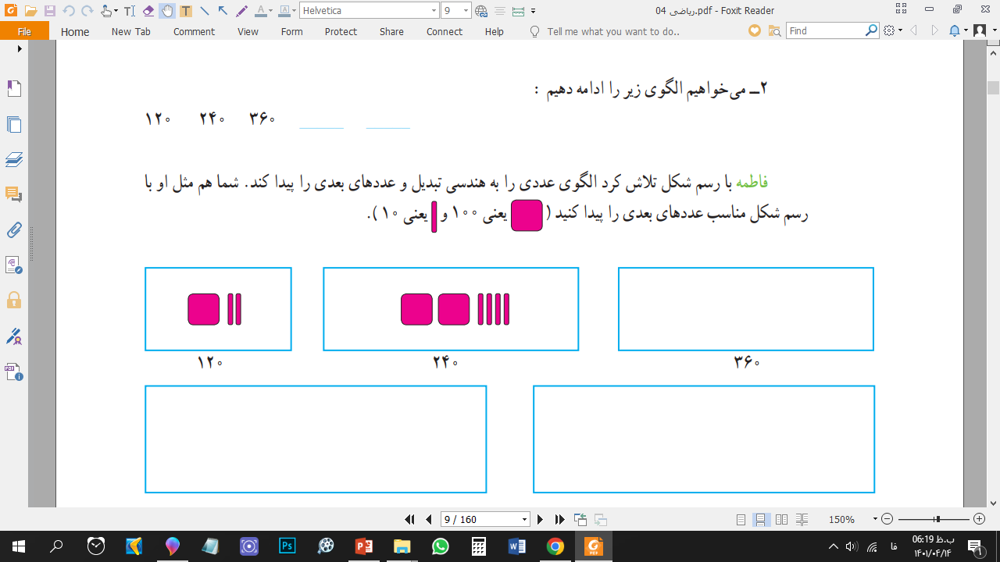 ریاضی 04.pdf - Foxit Reader
Helvetica
9
File Home New Tab Comment View Form Protect Share Connect Help Tell me what you want to do.. Find
۲ــ می‌خواهیم الگوی زیر را ادامه دهیم :
۱۲۰ ۲۴۰ ۳۶۰
فاطمه با رسم شکل تلاش کرد الگوی عددی را به هندسی تبدیل و عددهای بعدی را پیدا کند. شما هم مثل او با
رسم شکل مناسب عددهای بعدی را پیدا کنید ( یعنی ۱۰۰ و یعنی ۱۰ ).
۱۲۰ ۲۴۰ ۳۶۰
9 / 160
150%
فا
06:19 ب.ظ
۱۴۰۱/۰۴/۱۴